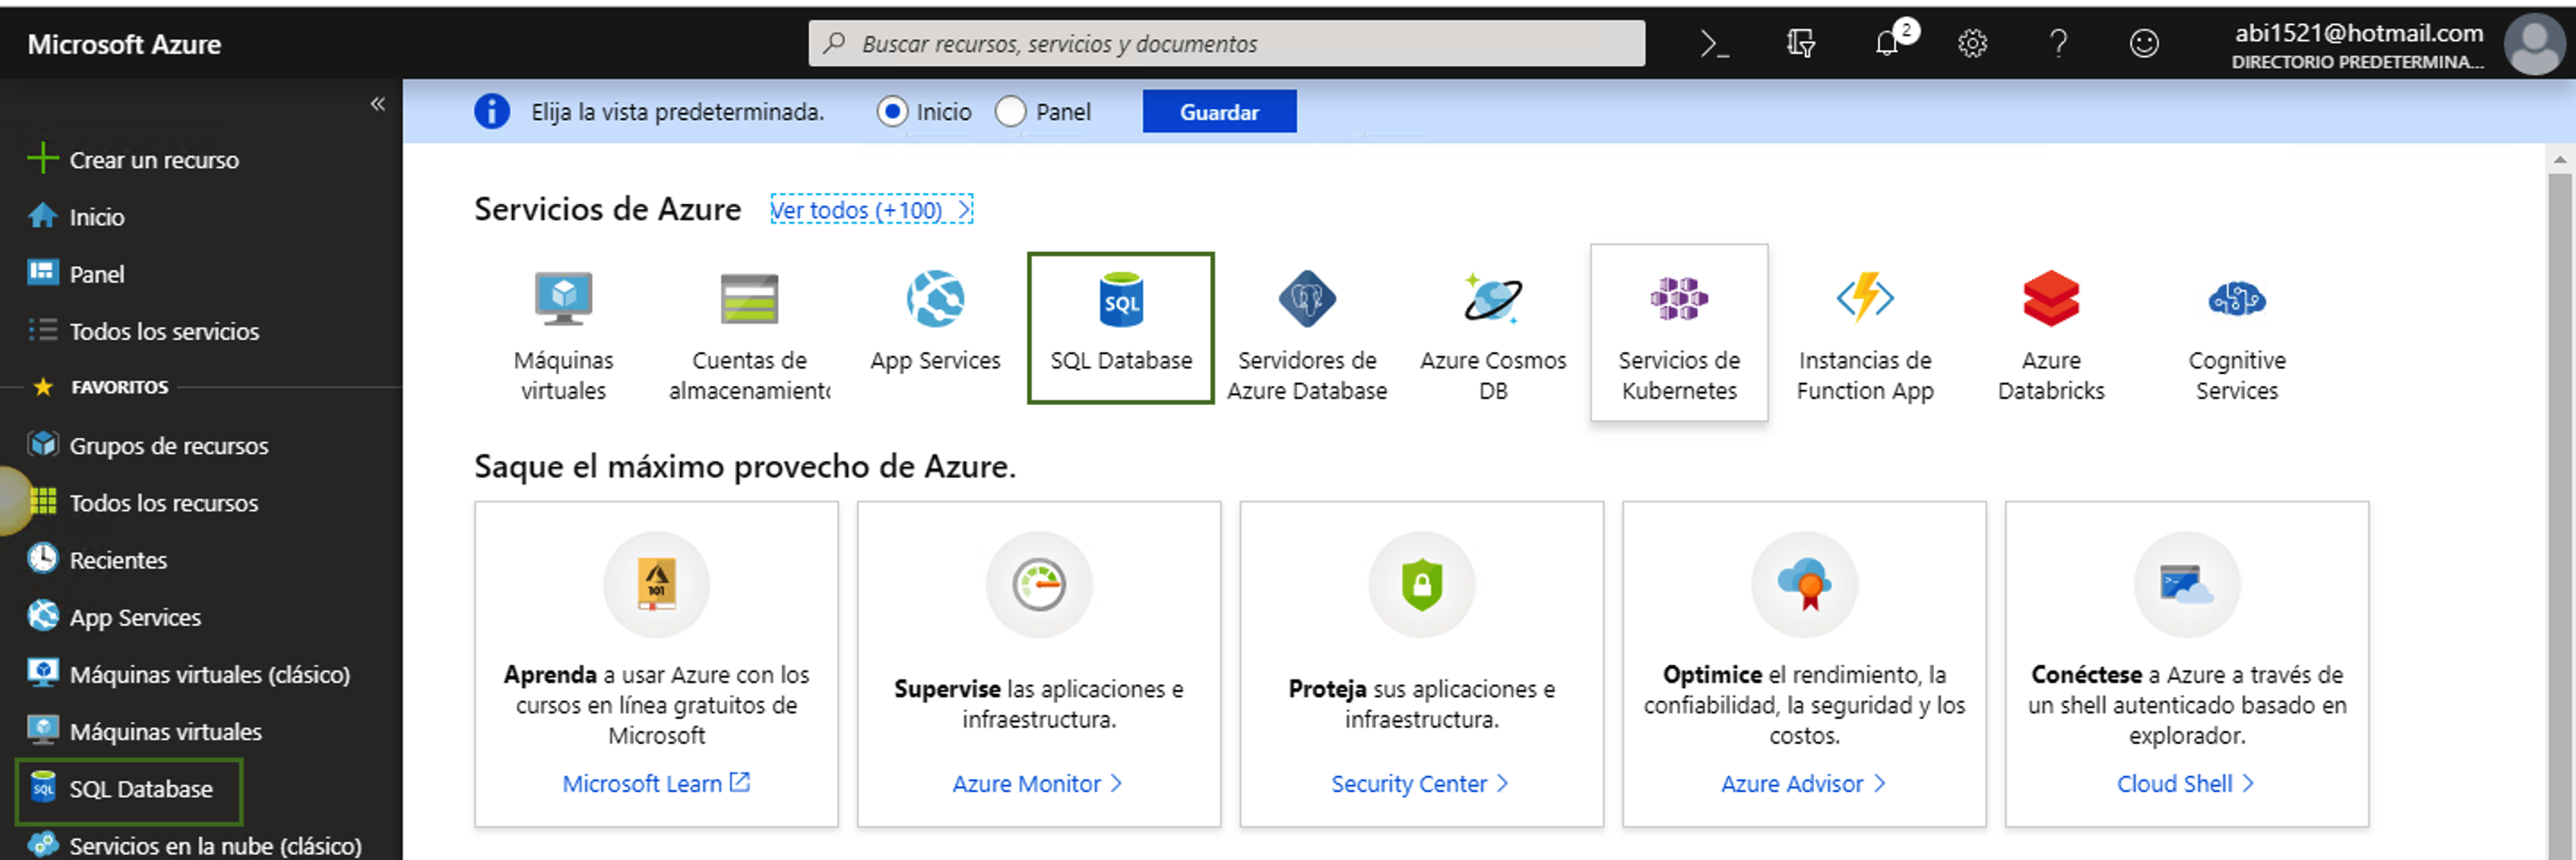 Microsoft Azure
Buscar recursos, servicios y documentos
2
abi1521@hotmail.com
DIRECTORIO PREDETERMINA...
«
Crear un recurso
Inicio
Panel
Todos los servicios
FAVORITOS
Grupos de recursos
Todos los recursos
Recientes
App Services
Máquinas virtuales (clásico)
Máquinas virtuales
SQL
SQL Database
Servicios en la nube (clásico)
Elija la vista predeterminada.
Inicio
Panel
Guardar
Servicios de Azure
Ver todos (+100)
Máquinas
virtuales
Cuentas de
almacenamiento
App Services
SQL
SQL Database
Servidores de
Azure Database
Azure Cosmos
DB
Servicios de
Kubernetes
Instancias de
Function App
Azure
Databricks
Cognitive
Services
Saque el máximo provecho de Azure.
101
Aprenda a usar Azure con los
cursos en línea gratuitos de
Microsoft
Microsoft Learn
Supervise las aplicaciones e
infraestructura.
Azure Monitor
Proteja sus aplicaciones e
infraestructura.
Security Center
Optimice el rendimiento, la
confiabilidad, la seguridad y los
costos.
Azure Advisor
Conéctese a Azure a través de
un shell autenticado basado en
explorador.
Cloud Shell